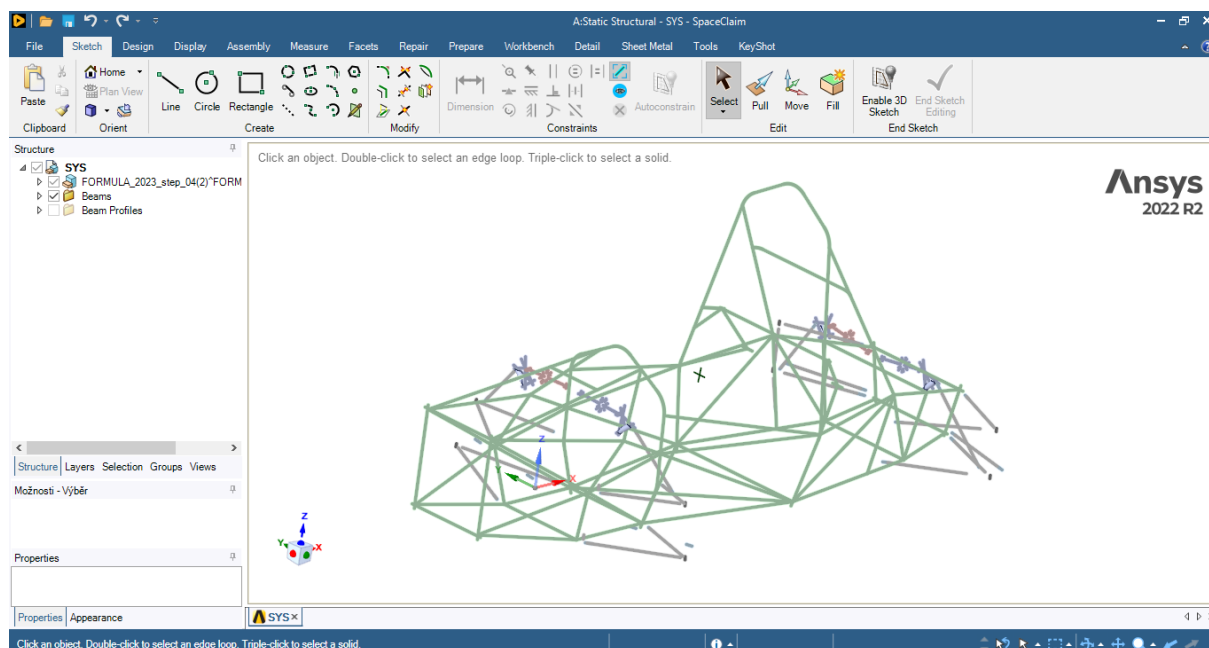 A:Static Structural - SYS - SpaceClaim
File Sketch Design Display Assembly Measure Facets Repair Prepare Workbench Detail Sheet Metal Tools KeyShot
Paste
Home
Plan View
Line Circle Rectangle
Dimension
Autoconstrain
Select Pull Move Fill
Enable 3D Sketch
End Sketch Editing
Clipboard Orient Create Modify Constraints Edit End Sketch
Structure
SYS
FORMULA_2023_step_04(2)^FORM
Beams
Beam Profiles
Structure Layers Selection Groups Views
Možnosti - Výběr
Properties
Properties Appearance
Click an object. Double-click to select an edge loop. Triple-click to select a solid.
Ansys
2022 R2
Z
Y
X
Z
Y
X
SYS
Click an object. Double-click to select an edge loop. Triple-click to select a solid.